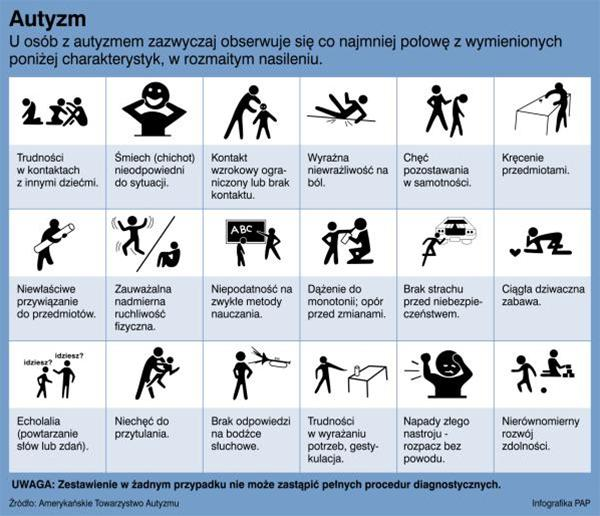 Autyzm
U osób z autyzmem zazwyczaj obserwuje się co najmniej połowę z wymienionych
poniżej charakterystyk, w rozmaitym nasileniu.
Trudności
w kontaktach
z innymi dziećmi.
Śmiech (chichot)
nieodpowiedni
do sytuacji.
Kontakt
wzrokowy ogra-
niczony lub brak
kontaktu.
Wyraźna
niewrażliwość na
ból.
Chęć
pozostawania
w samotności.
Kręcenie
przedmiotami.
ABC
Niewłaściwe
przywiązanie
do przedmiotów.
Zauważalna
nadmierna
ruchliwość
fizyczna.
Niepodatność na
zwykłe metody
nauczania.
Dążenie do
monotonii; opór
przed zmianami.
Brak strachu
przed niebezpie-
czeństwem.
Ciągła dziwaczna
zabawa.
idziesz? idziesz?
Echolalia
(powtarzanie
słów lub zdań).
Niechęć do
przytulania.
Brak odpowiedzi
na bodźce
słuchowe.
Trudności
w wyrażaniu
potrzeb, gesty-
kulacja.
Napady złego
nastroju -
rozpacz bez
powodu.
Nierównomierny
rozwój
zdolności.
UWAGA: Zestawienie w żadnym przypadku nie może zastąpić pełnych procedur diagnostycznych.
Źródło: Amerykańskie Towarzystwo Autyzmu
Infografika PAP